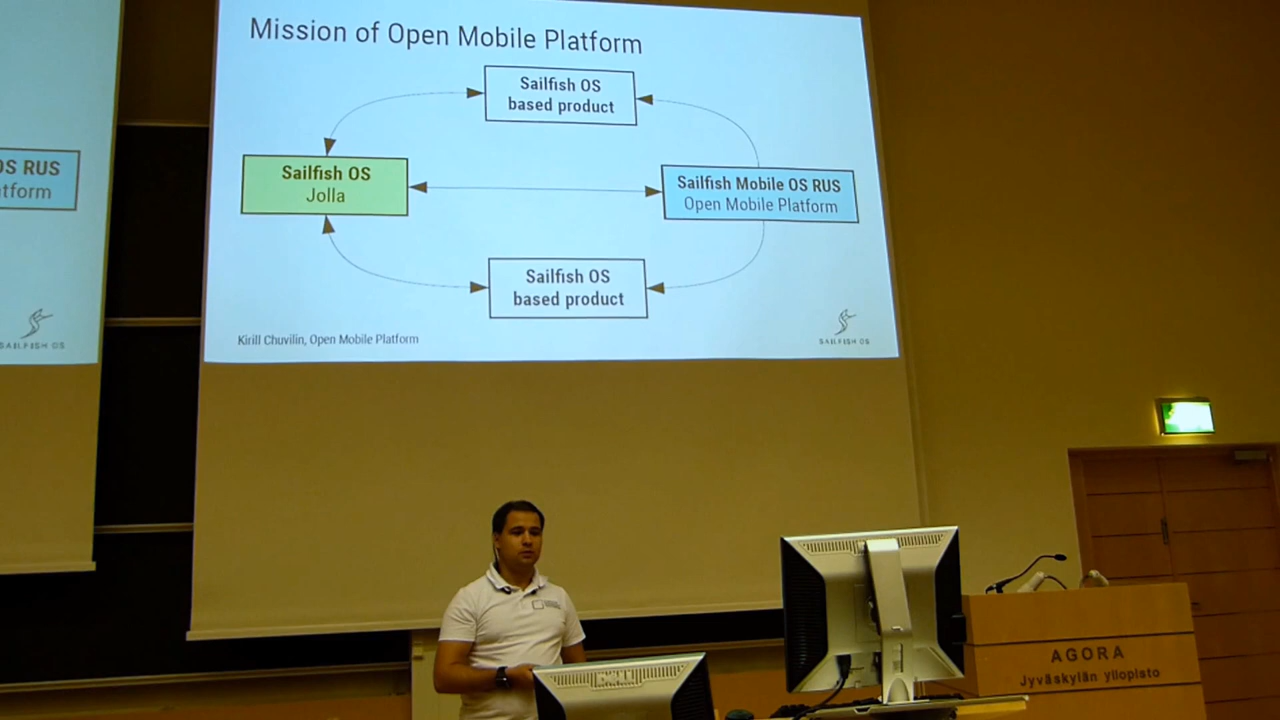 Mission of Open Mobile Platform
Sailfish OS
based product
Sailfish OS
Jolla
Sailfish Mobile OS RUS
Open Mobile Platform
Sailfish OS
based product
Kirill Chuvilin, Open Mobile Platform
SAILFISH OS
OS RUS
tform
SAILFISH OS
AGORA
Jyväskylän yliopisto